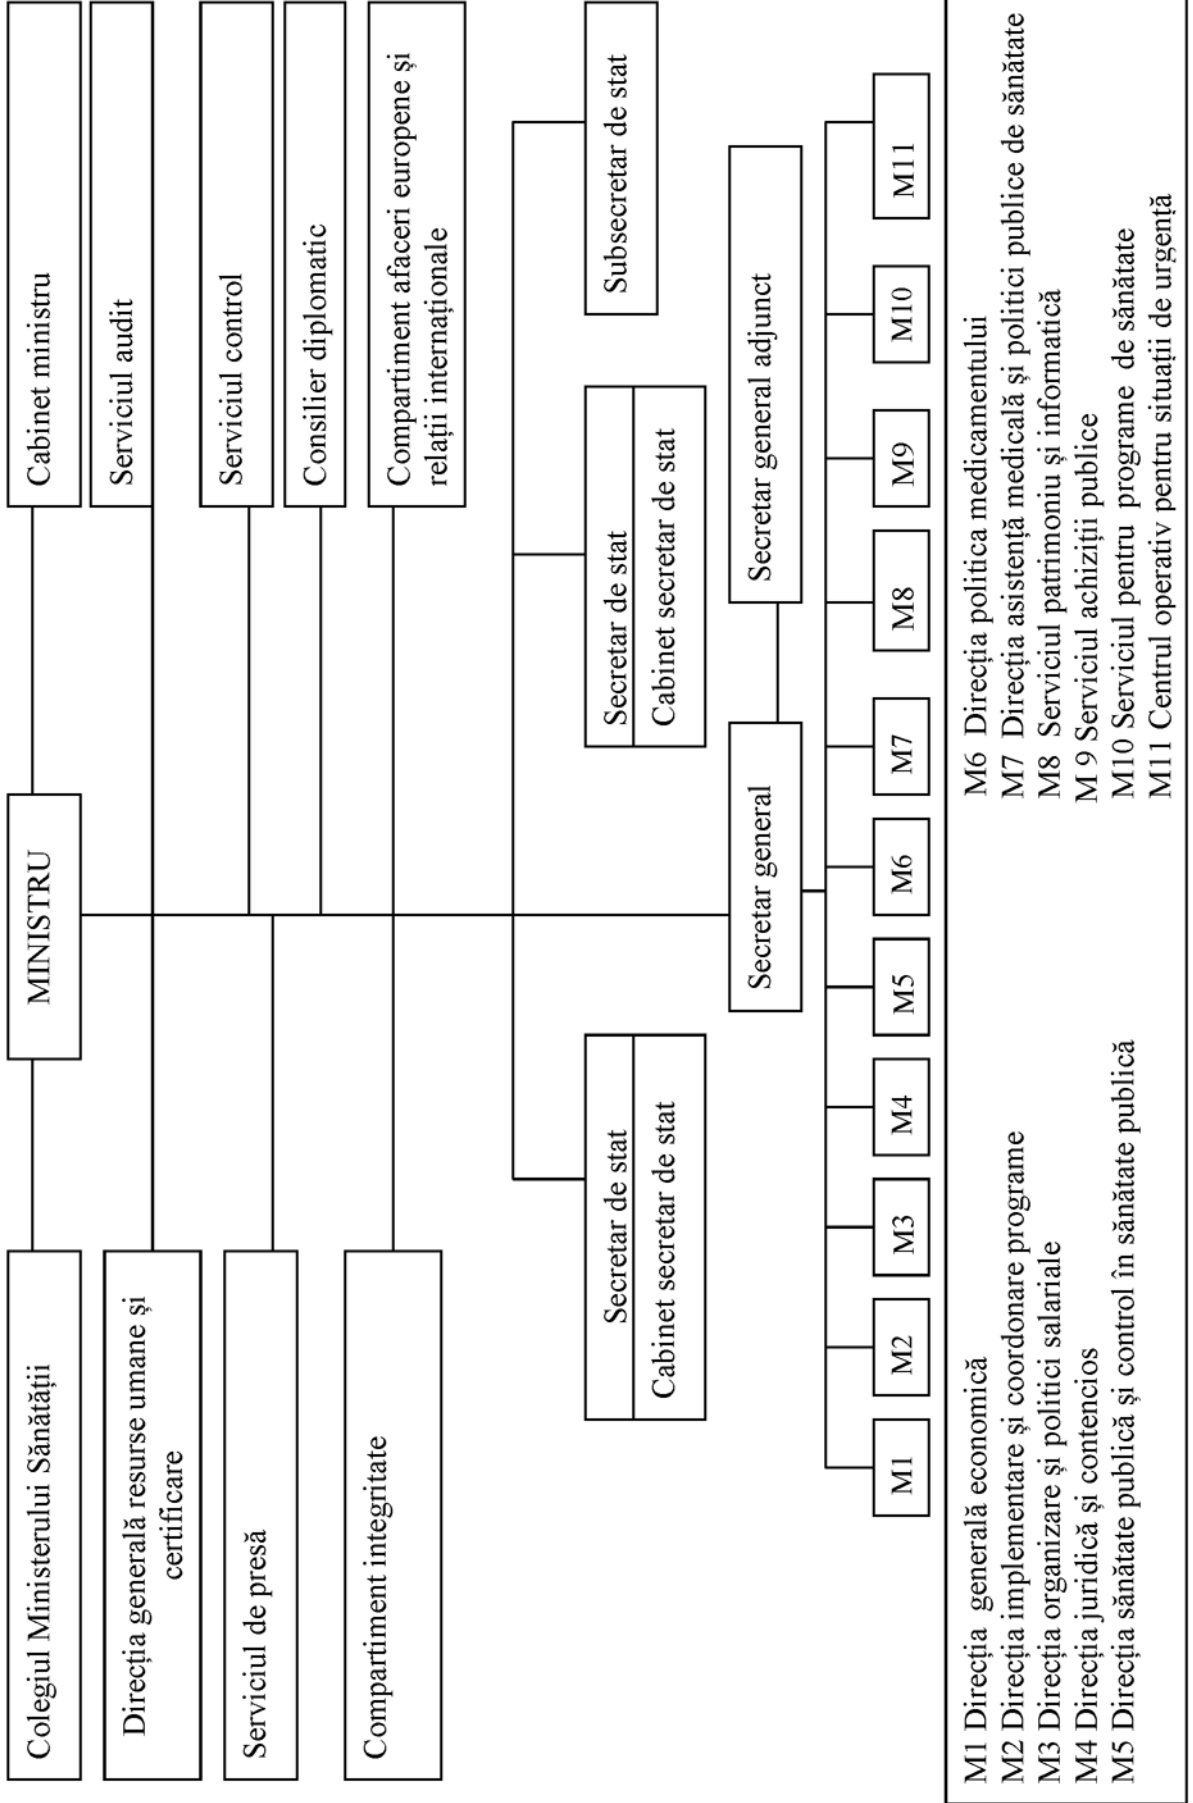 MINISTRU
Colegiul Ministerului Sănătății
Cabinet ministru
Direcția generală resurse umane și
certificare
Serviciul audit
Serviciul de presă
Serviciul control
Consilier diplomatic
Compartiment integritate
Compartiment afaceri europene și
relații internaționale
Secretar de stat
Cabinet secretar de stat
Secretar de stat
Cabinet secretar de stat
Subsecretar de stat
Secretar general
Secretar general adjunct
M1
M2
M3
M4
M5
M6
M7
M8
M9
M10
M11
M1 Direcția generală economică
M2 Direcția implementare și coordonare programe
M3 Direcția organizare și politici salariale
M4 Direcția juridică și contencios
M5 Direcția sănătate publică și control în sănătate publică
M6 Direcția politica medicamentului
M7 Direcția asistență medicală și politici publice de sănătate
M8 Serviciul patrimoniu și informatică
M 9 Serviciul achiziții publice
M10 Serviciul pentru programe de sănătate
M11 Centrul operativ pentru situații de urgență